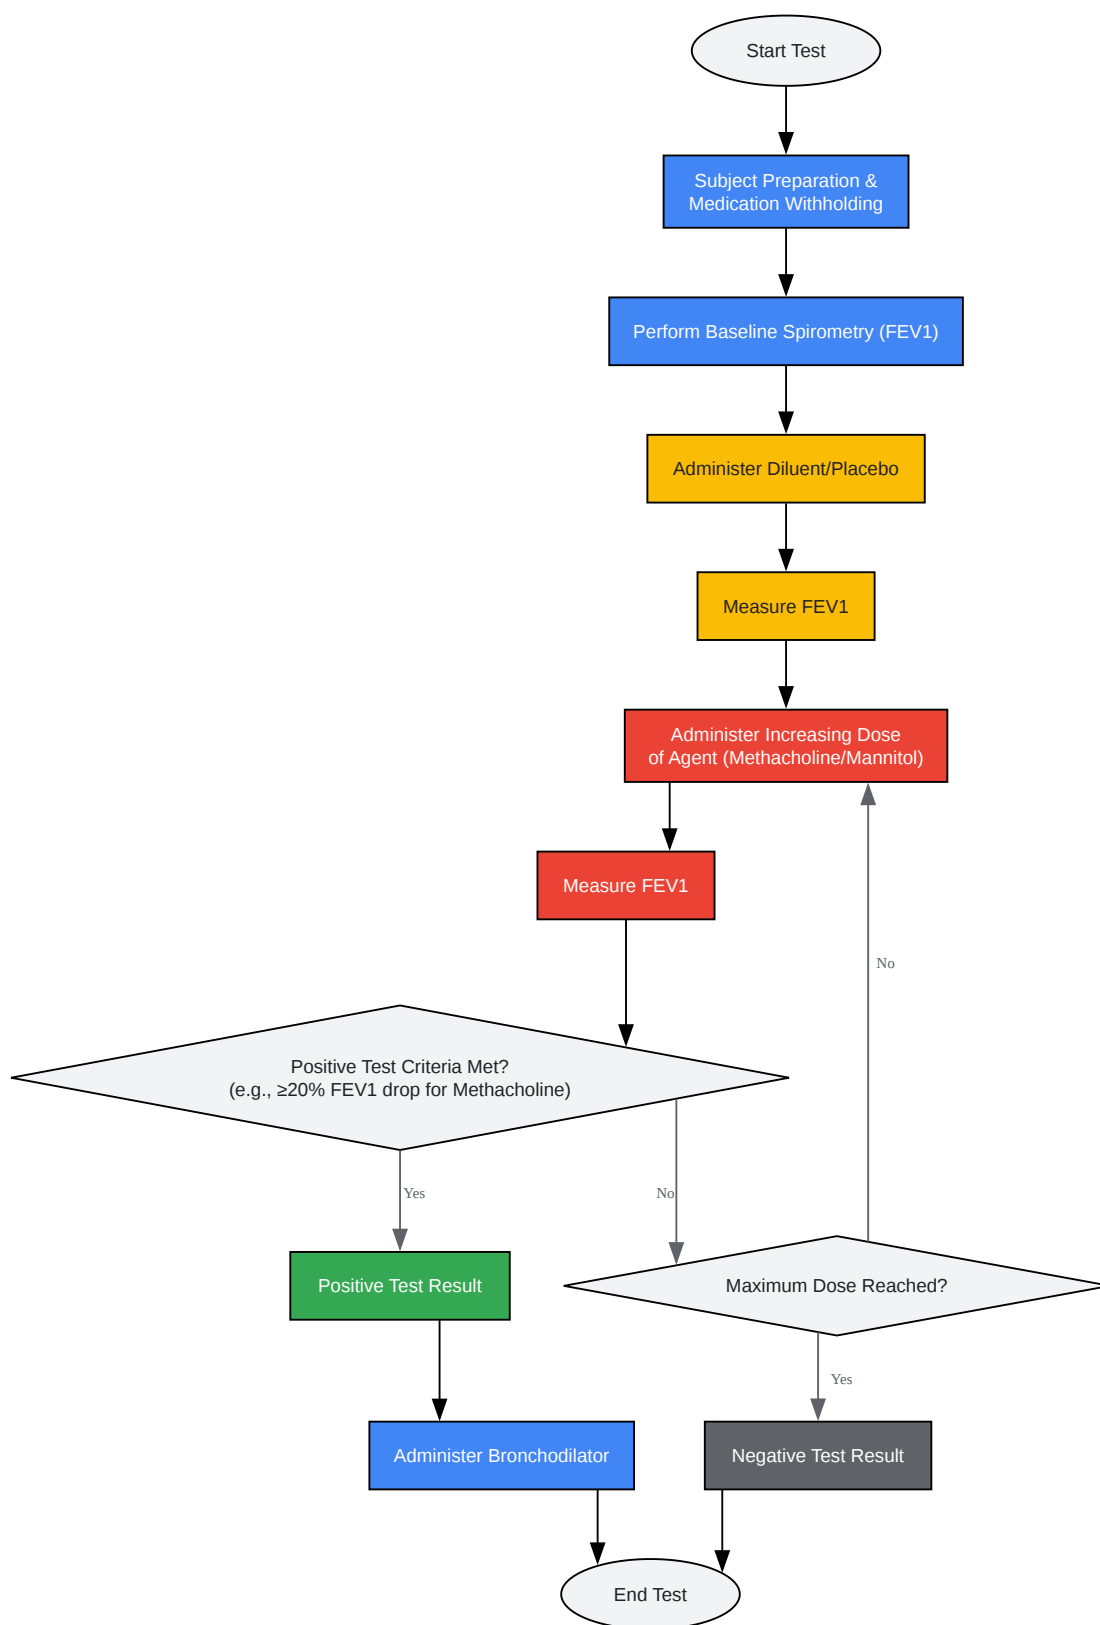 Start Test
Subject Preparation &
Medication Withholding
Perform Baseline Spirometry (FEV1)
Administer Diluent/Placebo
Measure FEV1
Administer Increasing Dose
of Agent (Methacholine/Mannitol)
Measure FEV1
No
Positive Test Criteria Met?
(e.g., ≥20% FEV1 drop for Methacholine)
Yes
No
Positive Test Result
Maximum Dose Reached?
Yes
Administer Bronchodilator
Negative Test Result
End Test